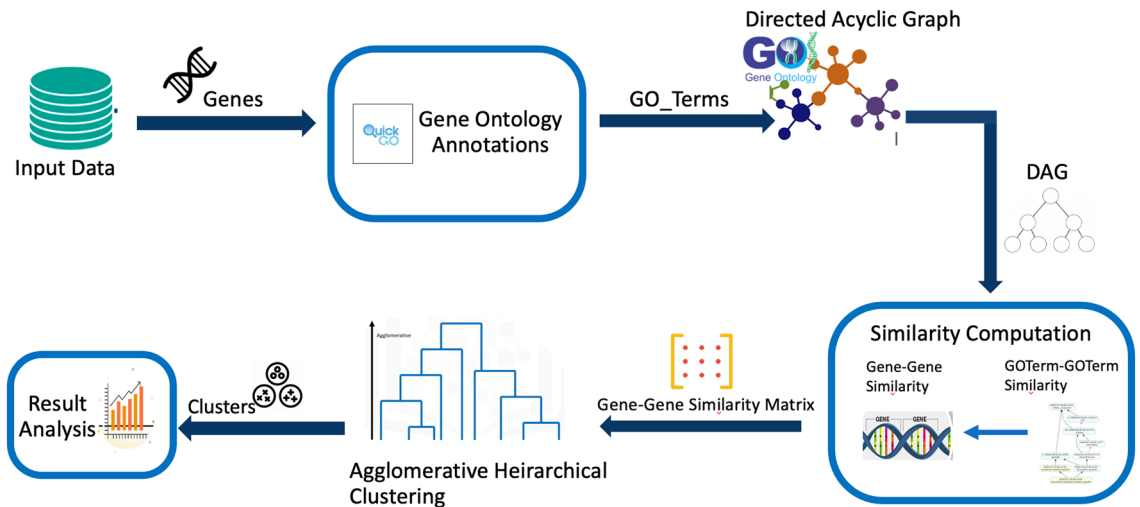 Directed Acyclic Graph
GO
Gene Ontology
Genes
GO_Terms
Quick
GO
Gene Ontology
Annotations
Input Data
DAG
Similarity Computation
Gene-Gene
Similarity
GOTerm-GOTerm
Similarity
GENE GENE
Agglomerative
Gene-Gene Similarity Matrix
Clusters
Result
Analysis
Agglomerative Heirarchical
Clustering